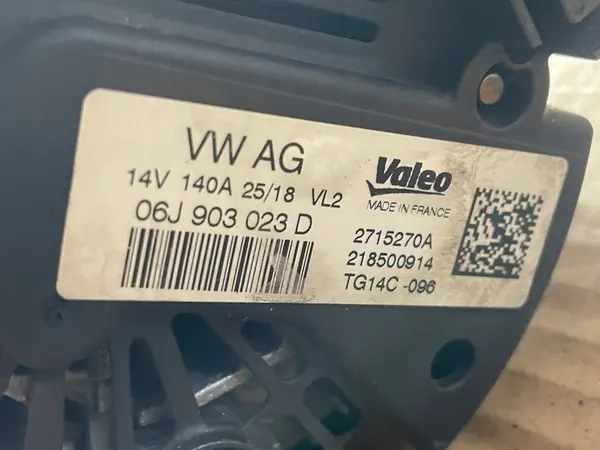 VW AG
14V 140A 25/18 VL2
06J 903 023 D
Valeo
MADE IN FRANCE
2715270A
218500914
TG14C -096